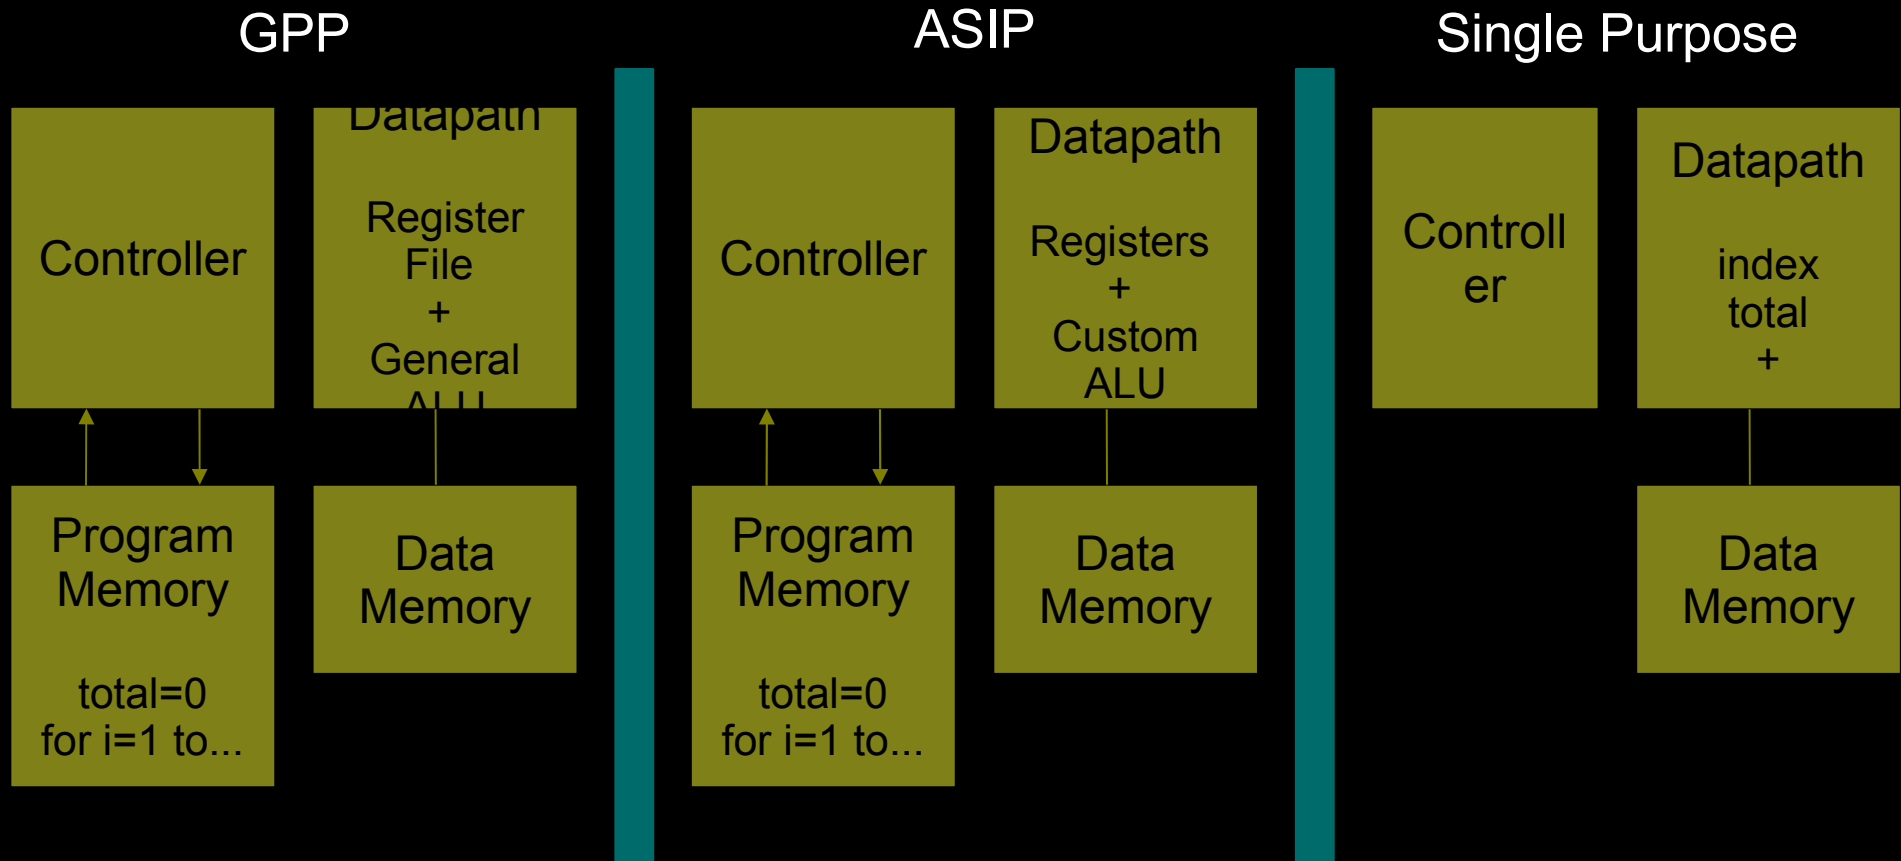 GPP
Controller
Datapath
Register
File
+
General
ALU
Program
Memory
total=0
for i=1 to...
Data
Memory
ASIP
Controller
Datapath
Registers
+
Custom
ALU
Program
Memory
total=0
for i=1 to...
Data
Memory
Single Purpose
Controll
er
Datapath
index
total
+
Data
Memory